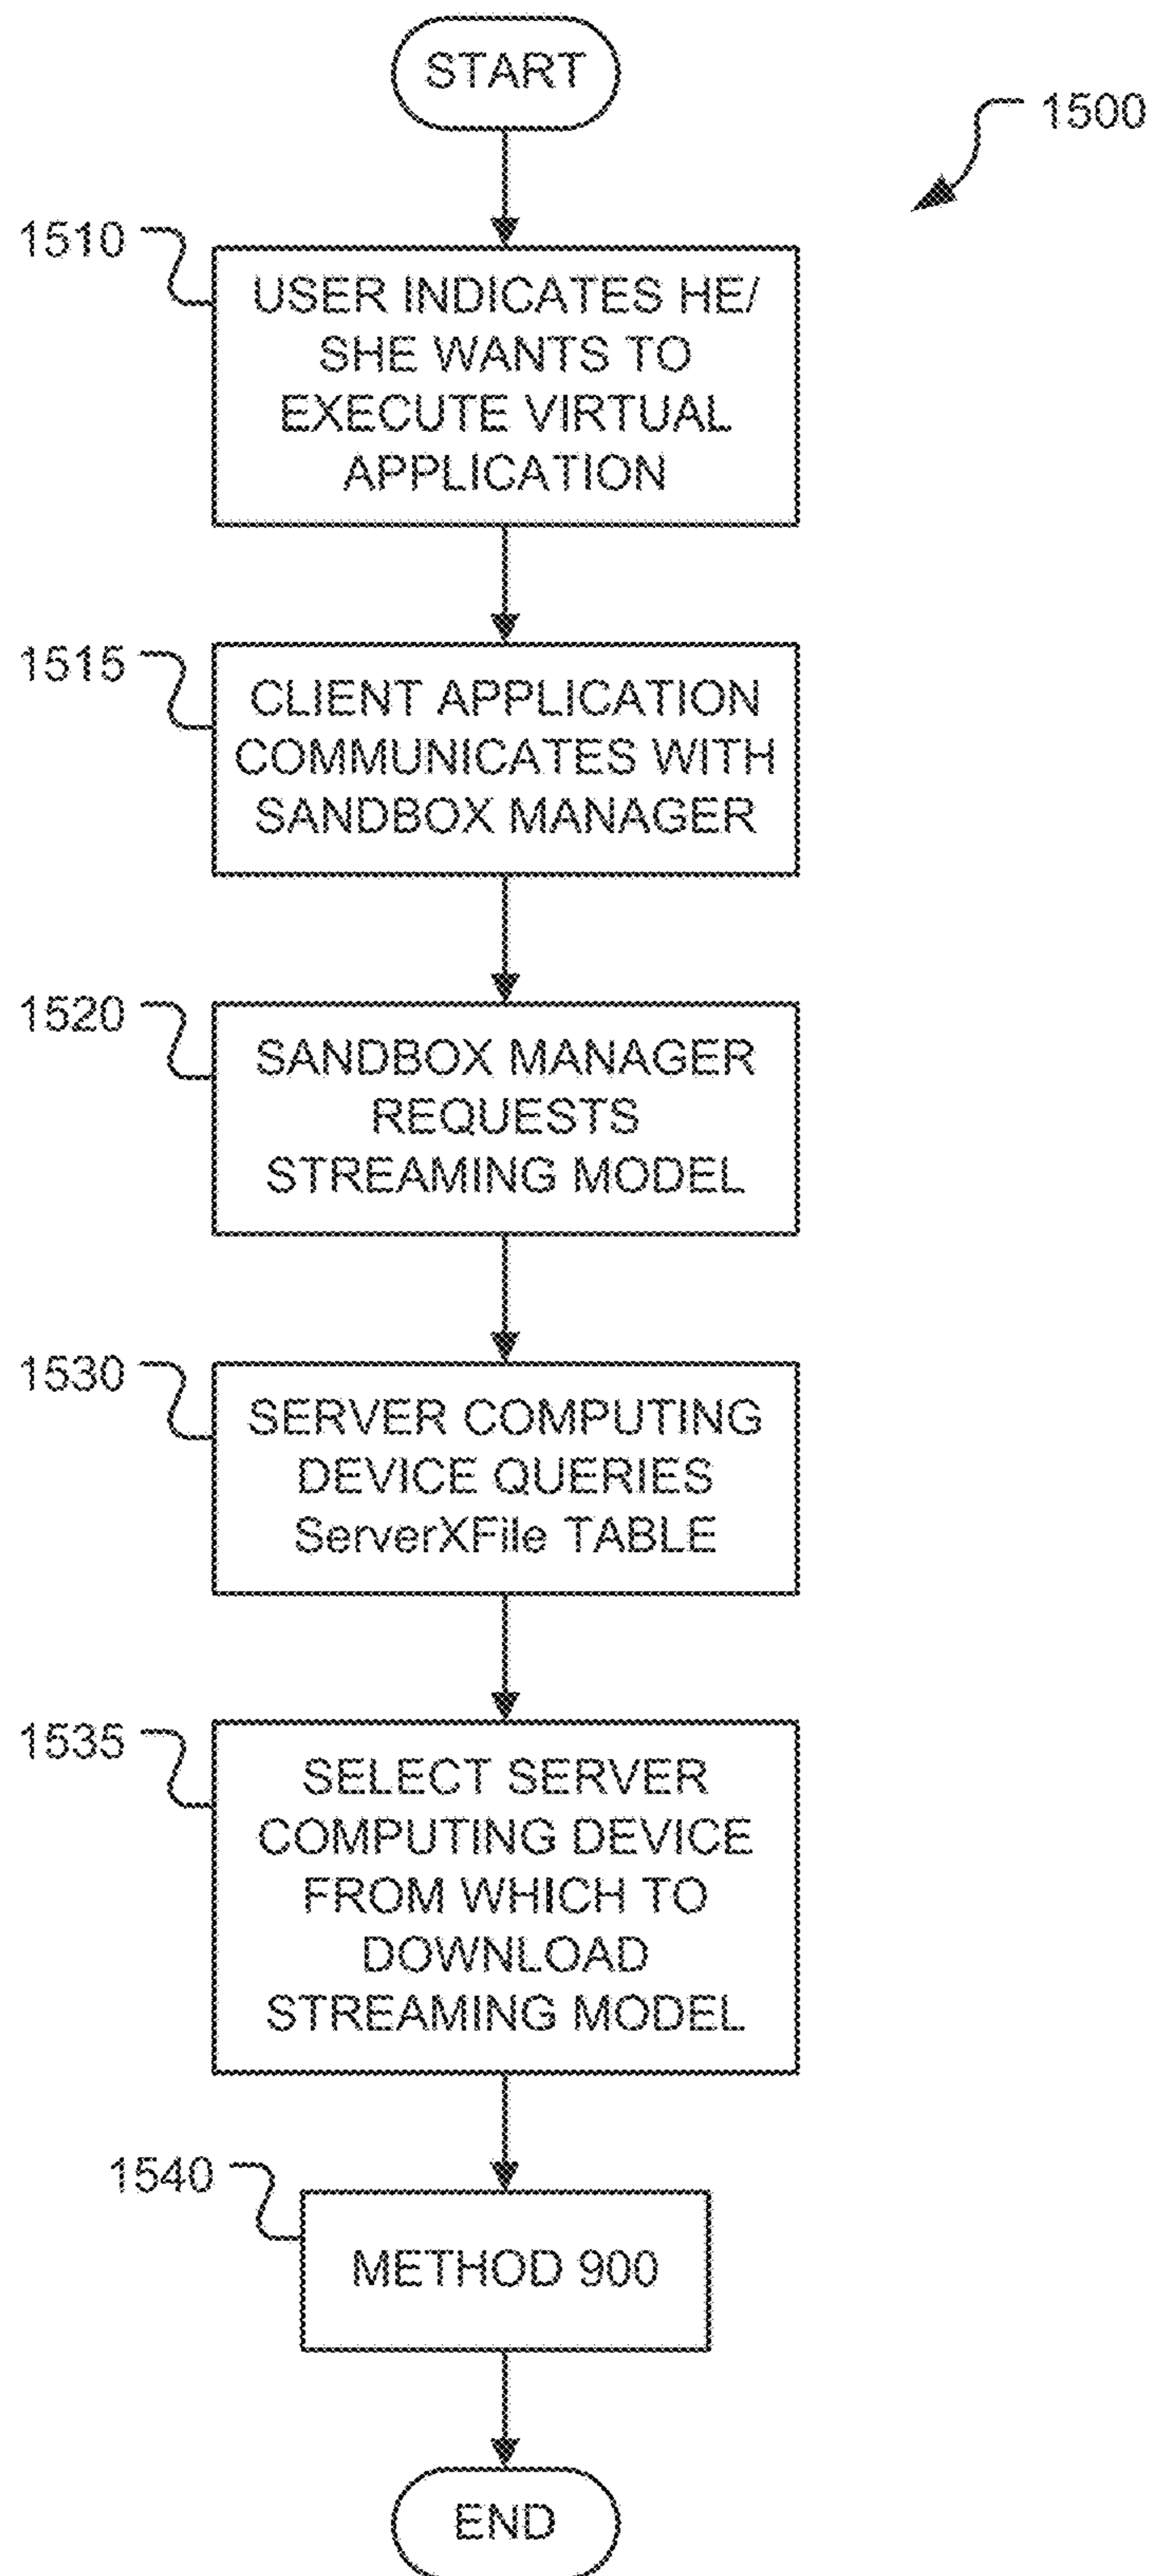 START
1500
1510
USER INDICATES HE/
SHE WANTS TO
EXECUTE VIRTUAL
APPLICATION
1515
CLIENT APPLICATION
COMMUNICATES WITH
SANDBOX MANAGER
1520
SANDBOX MANAGER
REQUESTS
STREAMING MODEL
1530
SERVER COMPUTING
DEVICE QUERIES
ServerXFile TABLE
1535
SELECT SERVER
COMPUTING DEVICE
FROM WHICH TO
DOWNLOAD
STREAMING MODEL
1540
METHOD 900
END